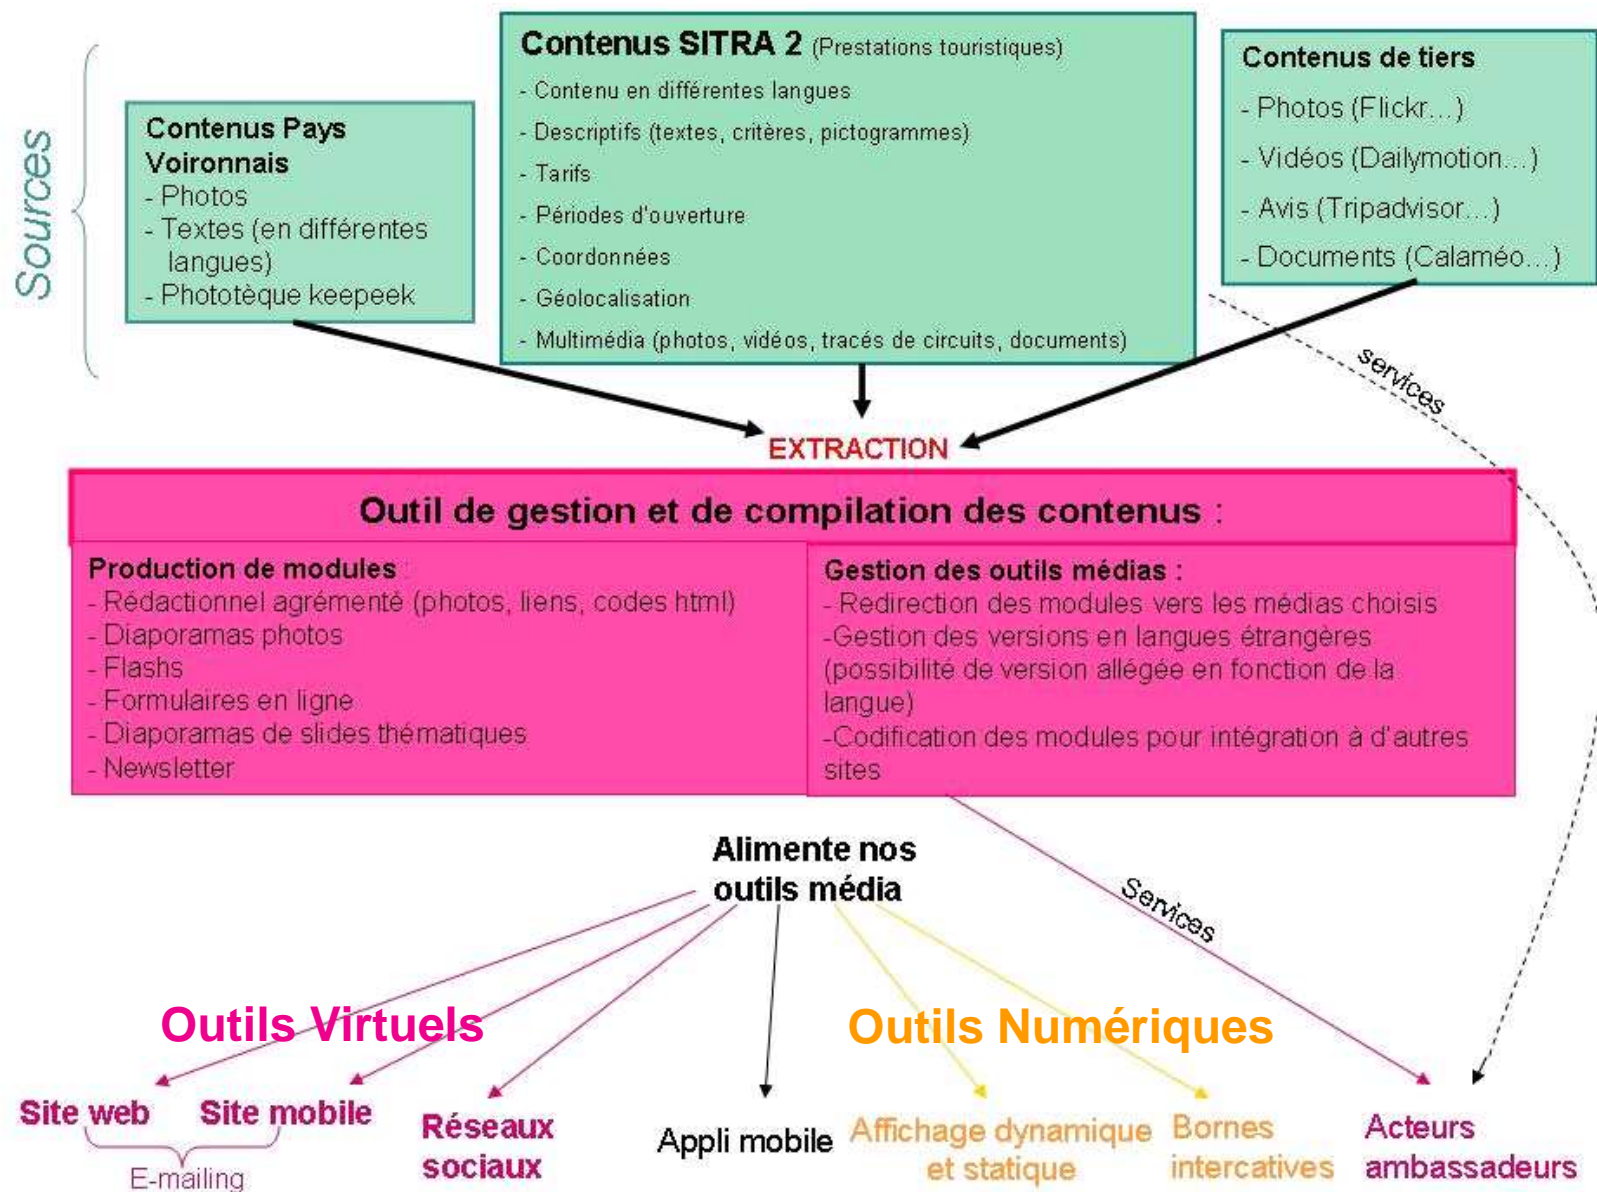 Sources
Contenus Pays
Voironnais
- Photos
- Textes (en différentes
langues)
- Phototèque keepeek
Contenus SITRA 2 (Prestations touristiques)
- Contenu en différentes langues
- Descriptifs (textes, critères, pictogrammes)
- Tarifs
- Périodes d'ouverture
- Coordonnées
- Géolocalisation
- Multimédia (photos, vidéos, tracés de circuits, documents)
Contenus de tiers
- Photos (Flickr...)
- Vidéos (Dailymotion...)
- Avis (Tripadvisor...)
- Documents (Calaméo...)
services
EXTRACTION
Outil de gestion et de compilation des contenus :
Production de modules :
- Rédactionnel agrémenté (photos, liens, codes html)
- Diaporamas photos
- Flashs
- Formulaires en ligne
- Diaporamas de slides thématiques
- Newsletter
Gestion des outils médias :
- Redirection des modules vers les médias choisis
-Gestion des versions en langues étrangères
(possibilité de version allégée en fonction de la
langue)
-Codification des modules pour intégration à d'autres
sites
Alimente nos
outils média
Services
Outils Virtuels
Outils Numériques
Site web
Site mobile
E-mailing
Réseaux
sociaux
Appli mobile
Affichage dynamique
et statique
Bornes
intercatives
Acteurs
ambassadeurs